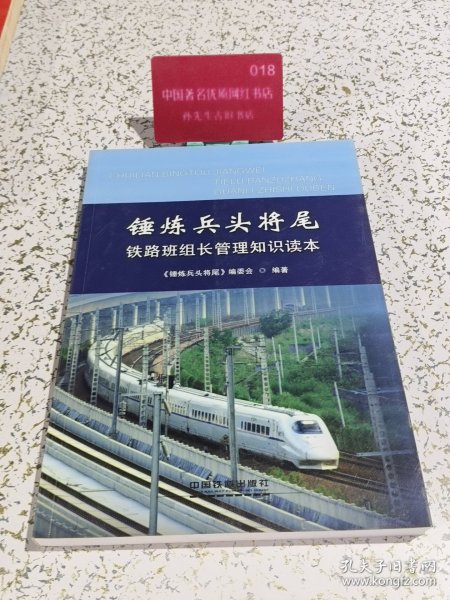 018
中国著名优质网红书店
孙先生古旧书店
CHUILIAN BINGTOU JIANGWEI
TIELU BANZUZHANG
GUANLI ZHISHI DUBEN
锤炼兵头将尾
铁路班组长管理知识读本
《锤炼兵头将尾》编委会 ◎ 编著
中国铁道出版社
孔夫子旧书网
www.kongfz.com